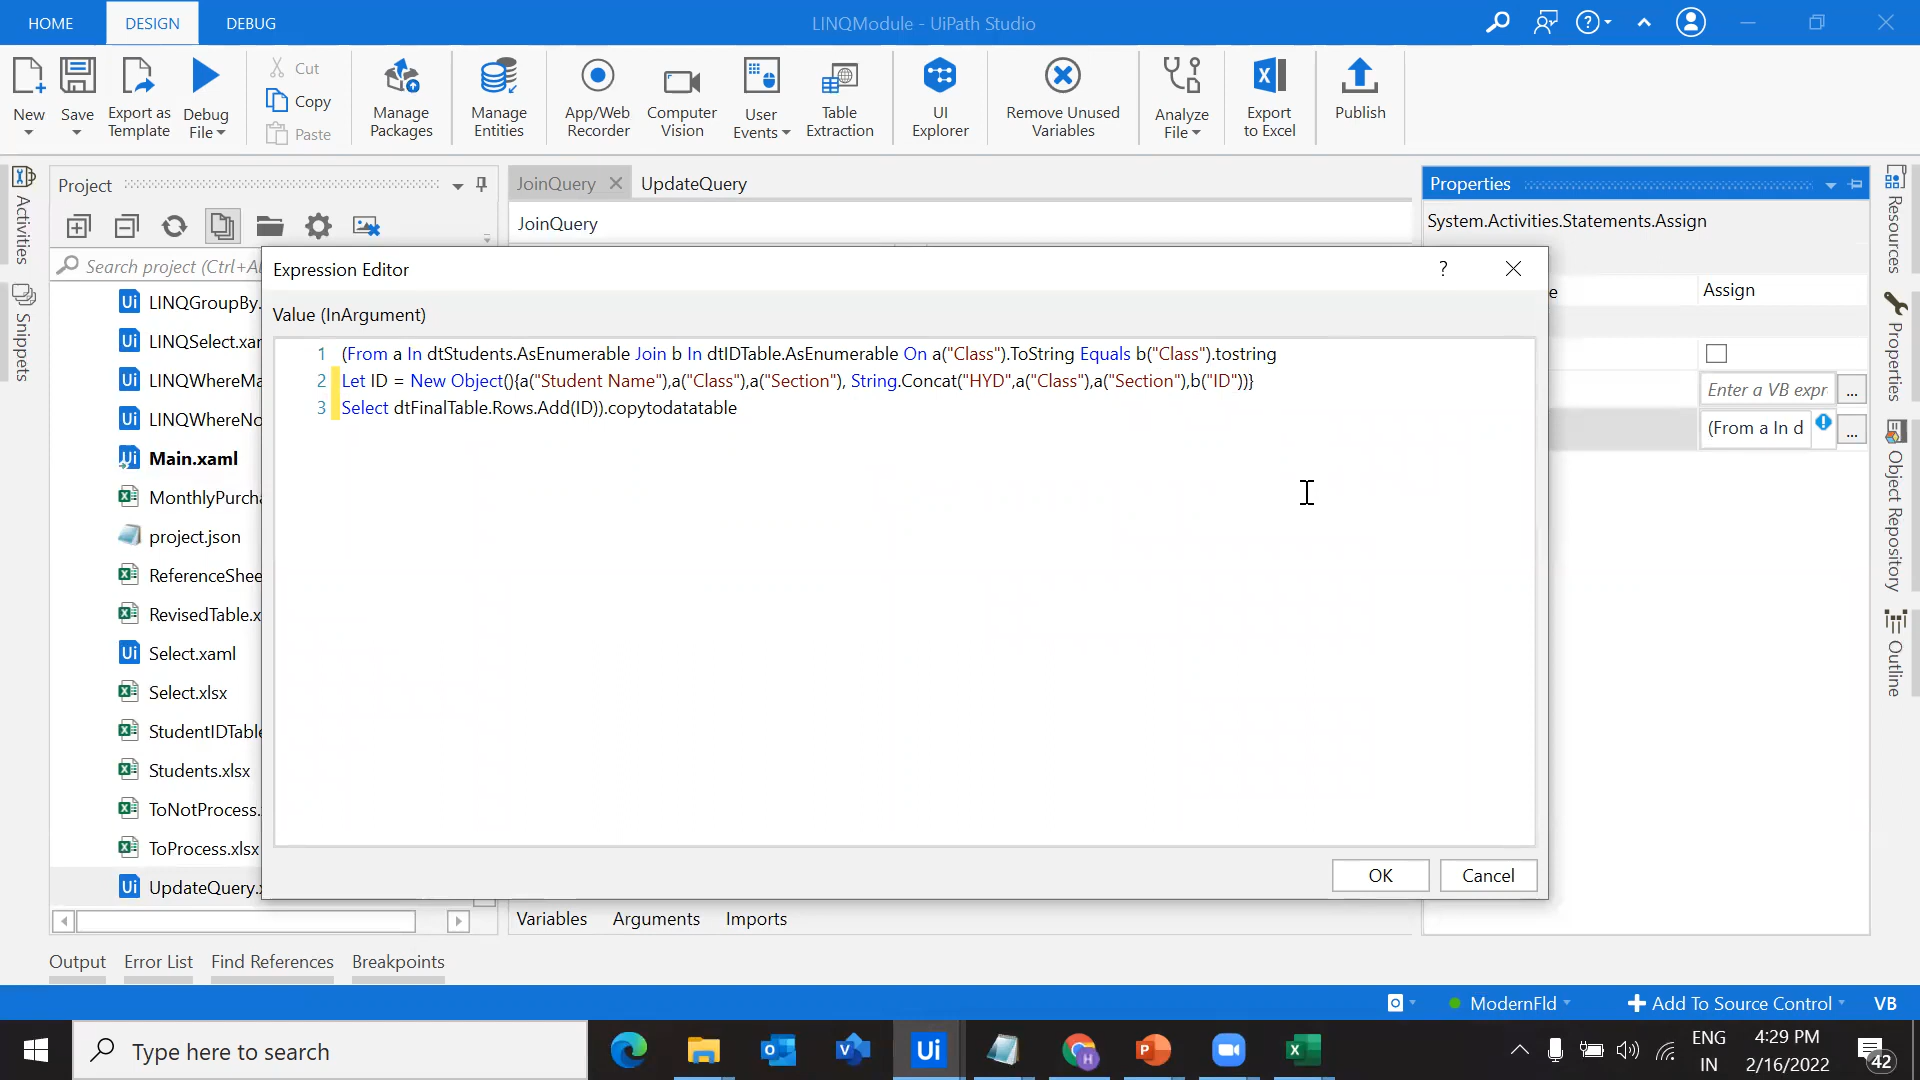 HOME
DESIGN
DEBUG
LINQModule - UiPath Studio
New
Save
Export as Template
Debug File
Cut
Copy
Paste
Manage Packages
Manage Entities
App/Web Recorder
Computer Vision
User Events
Table Extraction
UI Explorer
Remove Unused Variables
Analyze File
Export to Excel
Publish
Activities
Snippets
Project
Search project (Ctrl+Al
LINQGroupBy.
LINQSelect.xar
LINQWhereMa
LINQWhereNo
Main.xaml
MonthlyPurcha
project.json
ReferenceShee
RevisedTable.x
Select.xaml
Select.xlsx
StudentIDTable
Students.xlsx
ToNotProcess.
ToProcess.xlsx
UpdateQuery.x
JoinQuery
UpdateQuery
JoinQuery
Expression Editor
?
Value (InArgument)
1 (From a In dtStudents.AsEnumerable Join b In dtIDTable.AsEnumerable On a("Class").ToString Equals b("Class").tostring
2 Let ID = New Object(){a("Student Name"),a("Class"),a("Section"), String.Concat("HYD",a("Class"),a("Section"),b("ID"))}
3 Select dtFinalTable.Rows.Add(ID)).copytodatatable
OK
Cancel
Properties
System.Activities.Statements.Assign
e
Assign
Enter a VB expr
...
(From a In d
...
Resources
Properties
Object Repository
Outline
Variables
Arguments
Imports
Output
Error List
Find References
Breakpoints
ModernFld
Add To Source Control
VB
Type here to search
Ui
ENG
IN
4:29 PM
2/16/2022
42